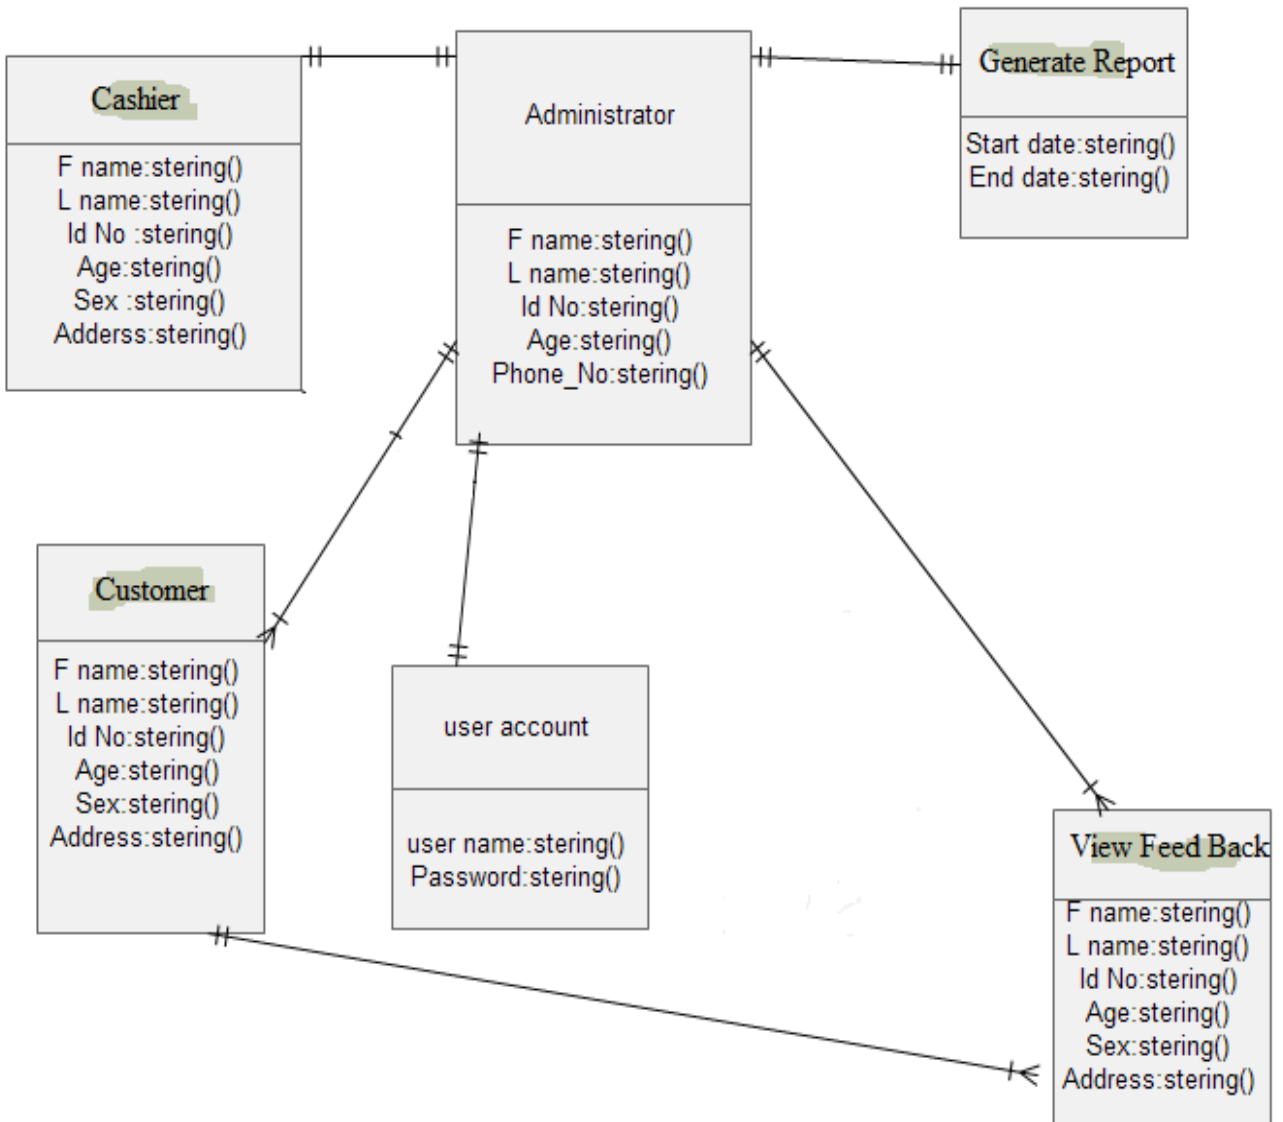 Cashier
F name:stering()
L name:stering()
Id No :stering()
Age:stering()
Sex :stering()
Adderss:stering()
Administrator
F name:stering()
L name:stering()
Id No:stering()
Age:stering()
Phone_No:stering()
Generate Report
Start date:stering()
End date:stering()
Customer
F name:stering()
L name:stering()
Id No:stering()
Age:stering()
Sex:stering()
Address:stering()
user account
user name:stering()
Password:stering()
View Feed Back
F name:stering()
L name:stering()
Id No:stering()
Age:stering()
Sex:stering()
Address:stering()